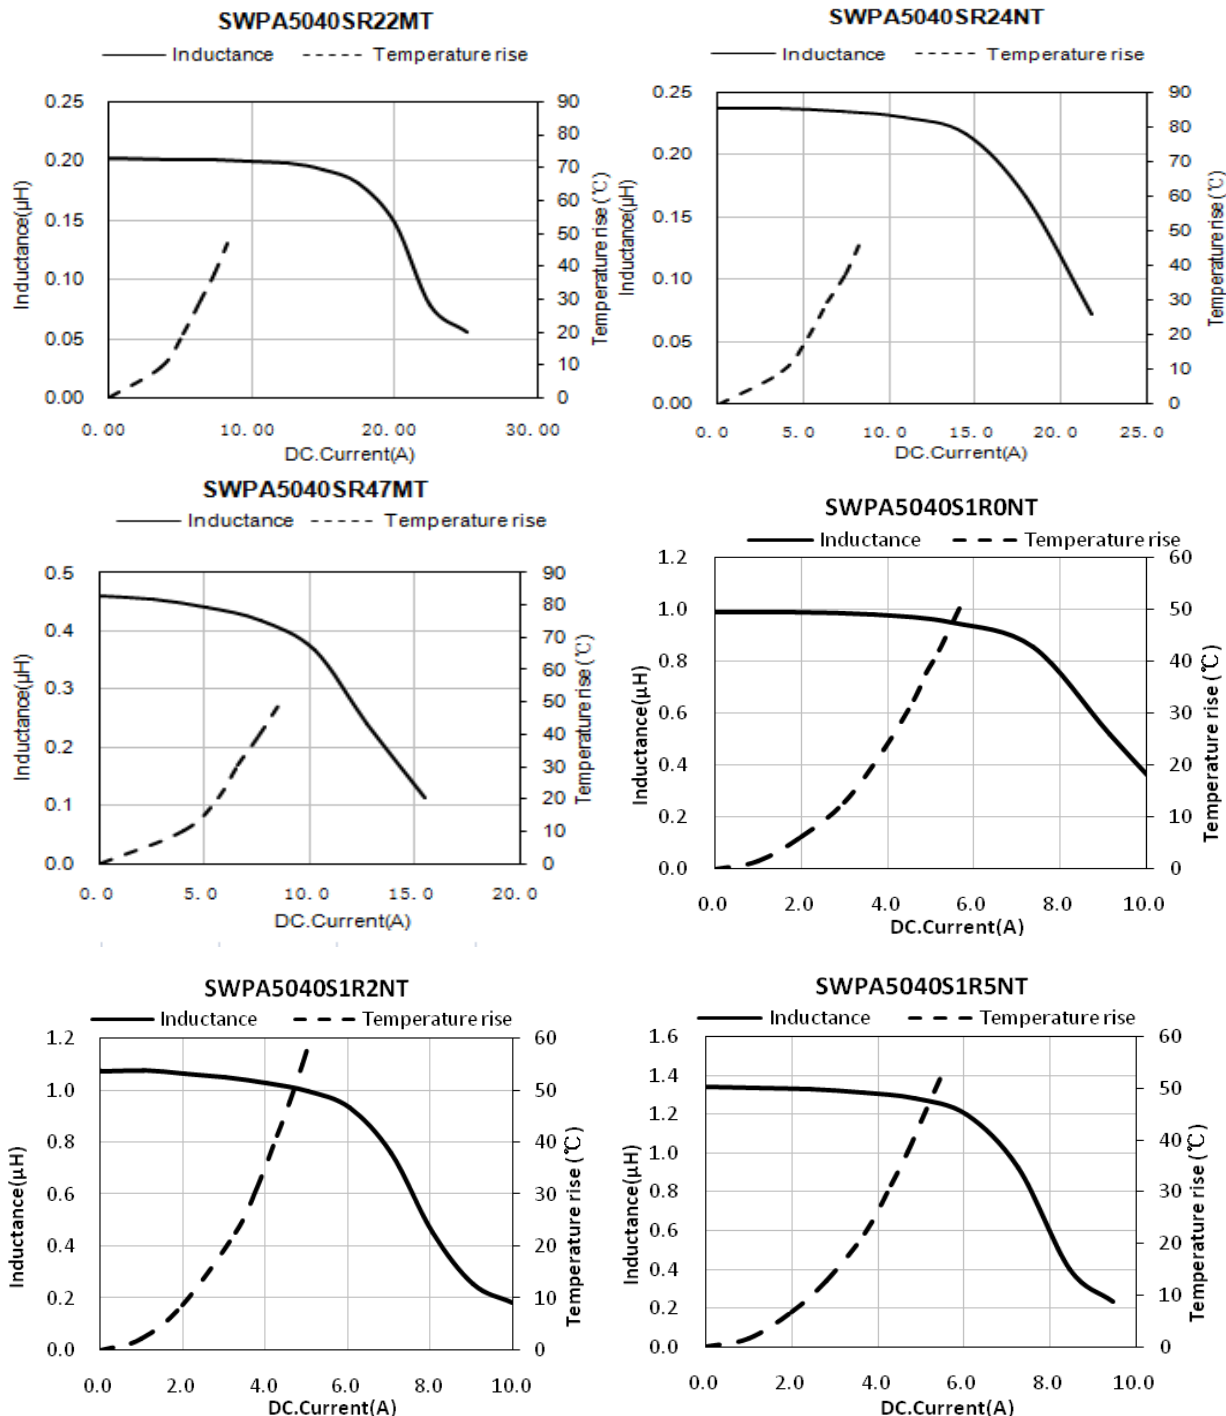 SWPA5040SR22MT
Inductance Temperature rise
0.25
0.20
0.15
0.10
0.05
0.00
Inductance(μH)
90
80
70
60
50
40
30
20
10
0
Temperature rise (℃)
0.00 10.00 20.00 30.00
DC.Current(A)
SWPA5040SR24NT
Inductance Temperature rise
0.25
0.20
0.15
0.10
0.05
0.00
Inductance(μH)
90
80
70
60
50
40
30
20
10
0
Temperature rise (℃)
0.0 5.0 10.0 15.0 20.0 25.0
DC.Current(A)
SWPA5040SR47MT
Inductance Temperature rise
0.5
0.4
0.3
0.2
0.1
0.0
Inductance(μH)
90
80
70
60
50
40
30
20
10
0
Temperature rise (℃)
0.0 5.0 10.0 15.0 20.0
DC.Current(A)
SWPA5040S1R0NT
Inductance Temperature rise
1.2
1.0
0.8
0.6
0.4
0.2
0.0
Inductance(μH)
60
50
40
30
20
10
0
Temperature rise (℃)
0.0 2.0 4.0 6.0 8.0 10.0
DC.Current(A)
SWPA5040S1R2NT
Inductance Temperature rise
1.2
1.0
0.8
0.6
0.4
0.2
0.0
Inductance(μH)
60
50
40
30
20
10
0
Temperature rise (℃)
0.0 2.0 4.0 6.0 8.0 10.0
DC.Current(A)
SWPA5040S1R5NT
Inductance Temperature rise
1.6
1.4
1.2
1.0
0.8
0.6
0.4
0.2
0.0
Inductance(μH)
60
50
40
30
20
10
0
Temperature rise (℃)
0.0 2.0 4.0 6.0 8.0 10.0
DC.Current(A)